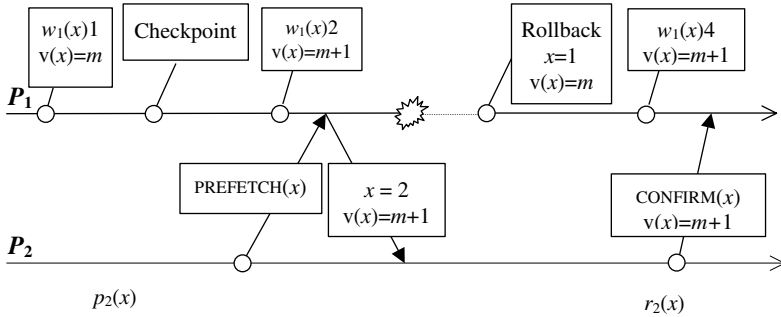 w₁(x)1
v(x)=m
Checkpoint
w₁(x)2
v(x)=m+1
Rollback
x=1
v(x)=m
w₁(x)4
v(x)=m+1
P₁
PREFETCH(x)
x = 2
v(x)=m+1
CONFIRM(x)
v(x)=m+1
P₂
p₂(x)
r₂(x)